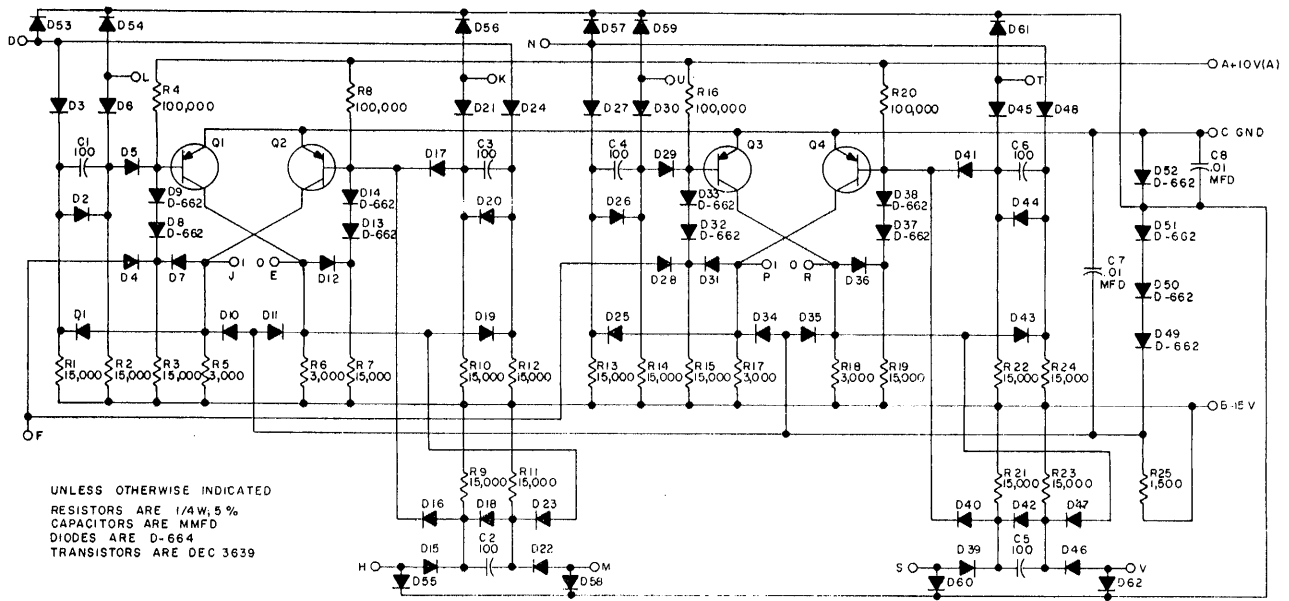 D53
D54
D56
D57
D59
D61
D
N
L
K
U
T
A+10V(A)
R4
100,000
R8
100,000
R16
100,000
R20
100,000
D3
D6
D21
D24
D27
D30
D45
D48
C GND
C1
100
D5
Q1
Q2
D17
C3
100
C4
100
D29
Q3
Q4
D41
C6
100
C8
.01
MFD
D52
D-662
D2
D9
D-662
D8
D-662
D14
D-662
D13
D-662
D20
D26
D33
D-662
D32
D-662
D38
D-662
D37
D-662
D44
D51
D-662
D4
D7
1
J
0
E
D12
D28
D31
1
P
0
R
D36
C7
.01
MFD
D50
D-662
D1
D10
D11
D19
D25
D34
D35
D43
D49
D-662
R1
15,000
R2
15,000
R3
15,000
R5
3,000
R6
3,000
R7
15,000
R10
15,000
R12
15,000
R13
15,000
R14
15,000
R15
15,000
R17
3,000
R18
3,000
R19
15,000
R22
15,000
R24
15,000
B-15V
F
R9
15,000
R11
15,000
R21
15,000
R23
15,000
R25
1,500
UNLESS OTHERWISE INDICATED
RESISTORS ARE 1/4W; 5%
CAPACITORS ARE MMFD
DIODES ARE D-664
TRANSISTORS ARE DEC 3639
D16
D18
D23
D40
D42
D47
H
D15
C2
100
D22
M
S
D39
C5
100
D46
V
D55
D58
D60
D62